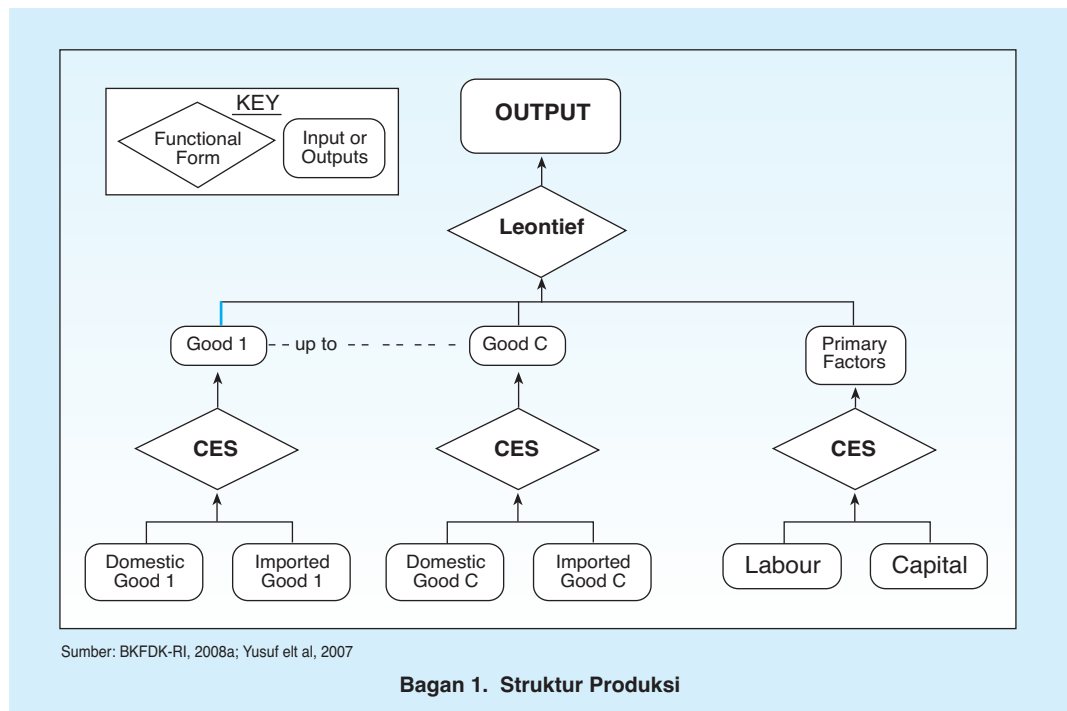 KEY
Functional
Form
Input or
Outputs
OUTPUT
Leontief
Good 1
up to
Good C
Primary
Factors
CES
CES
CES
Domestic
Good 1
Imported
Good 1
Domestic
Good C
Imported
Good C
Labour
Capital
Sumber: BKFDK-RI, 2008a; Yusuf elt al, 2007
Bagan 1. Struktur Produksi